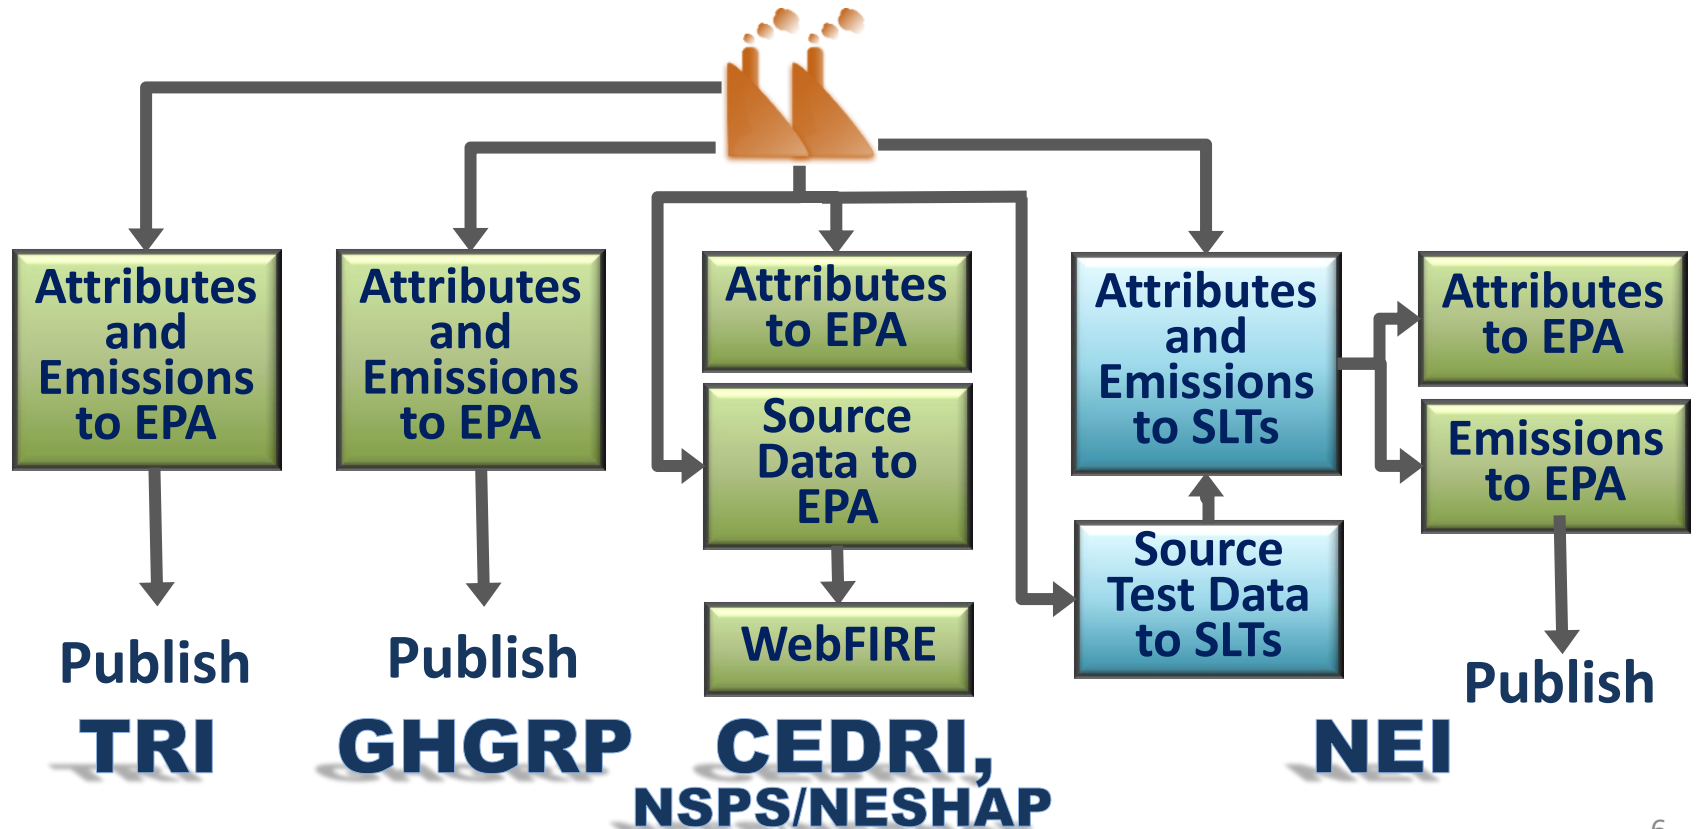 Attributes
and
Emissions
to EPA
Publish
TRI
Attributes
and
Emissions
to EPA
Publish
GHGRP
Attributes
to EPA
Source
Data to
EPA
WebFIRE
CEDRI,
NSPS/NESHAP
Attributes
and
Emissions
to SLTs
Source
Test Data
to SLTs
Attributes
to EPA
Emissions
to EPA
Publish
NEI
6